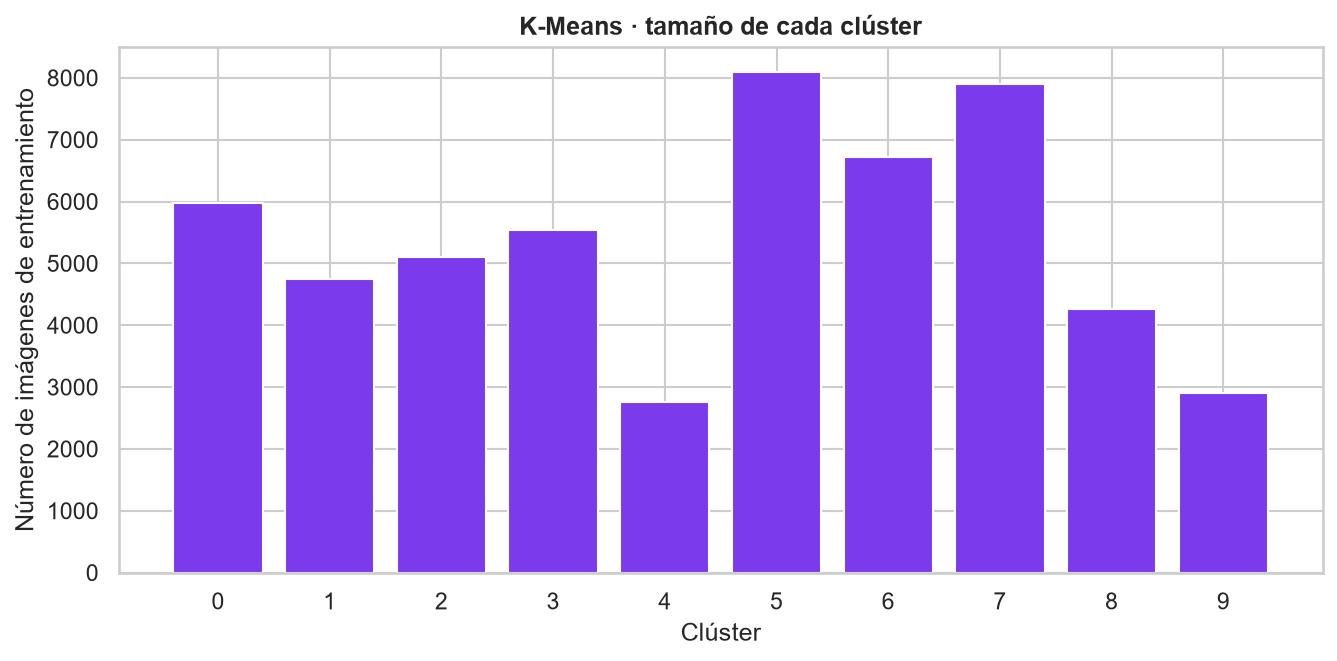 K-Means · tamaño de cada clúster
Número de imágenes de entrenamiento
8000
7000
6000
5000
4000
3000
2000
1000
0
0 1 2 3 4 5 6 7 8 9
Clúster